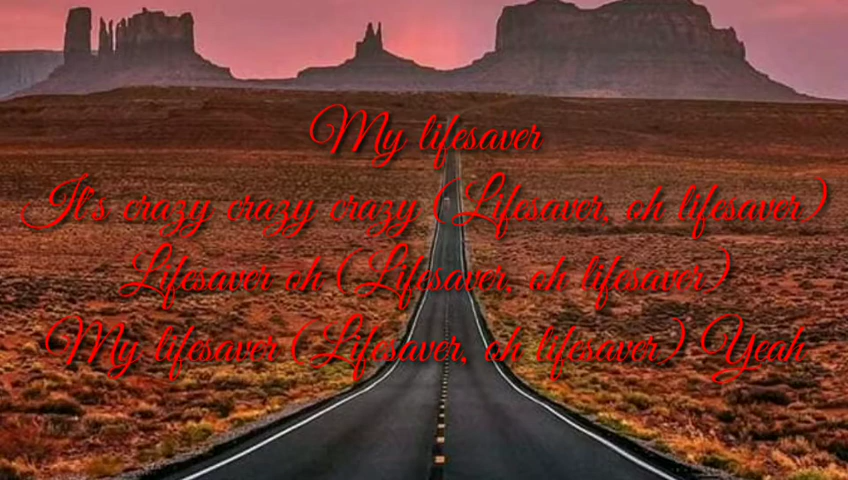 My lifesaver
It's crazy crazy crazy (Lifesaver, oh lifesaver)
Lifesaver oh (Lifesaver, oh lifesaver)
My lifesaver (Lifesaver, oh lifesaver) Yeah